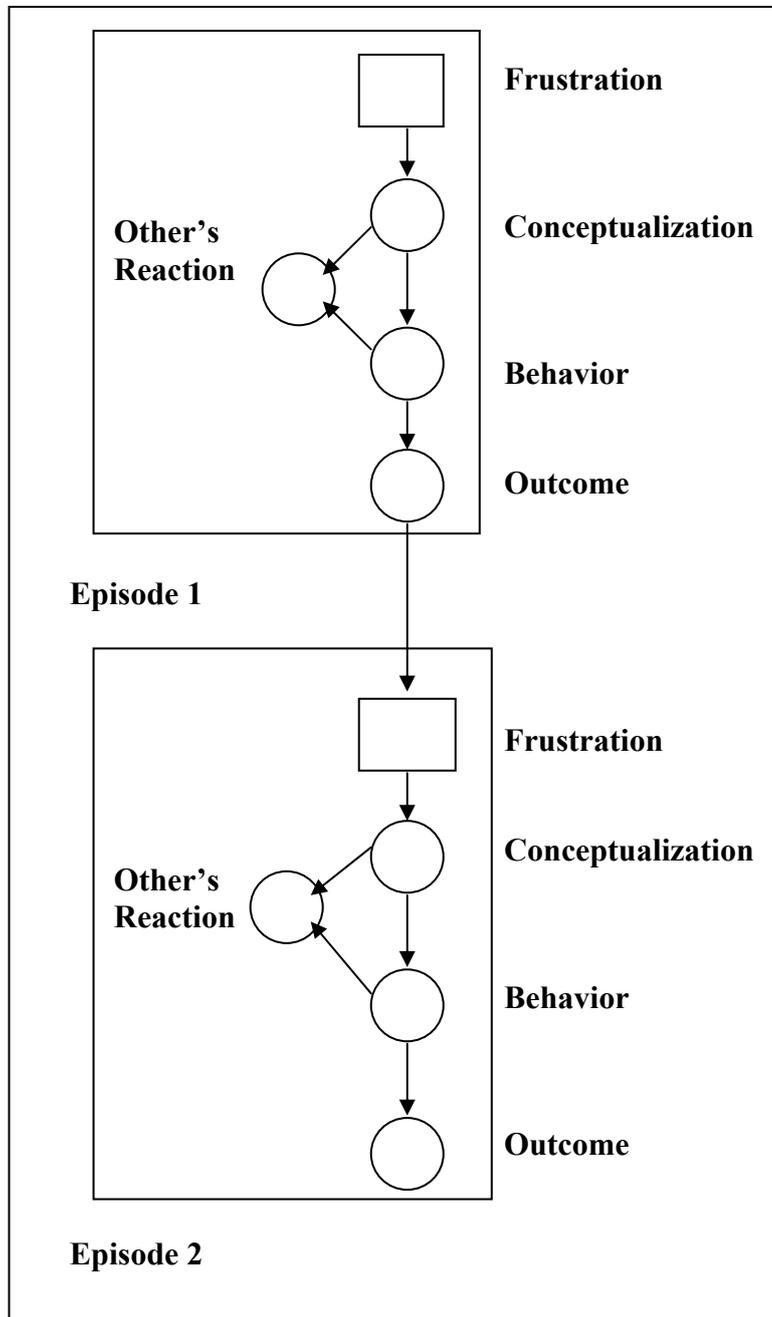 Frustration
Conceptualization
Other’s
Reaction
Behavior
Outcome
Episode 1
Frustration
Conceptualization
Other’s
Reaction
Behavior
Outcome
Episode 2